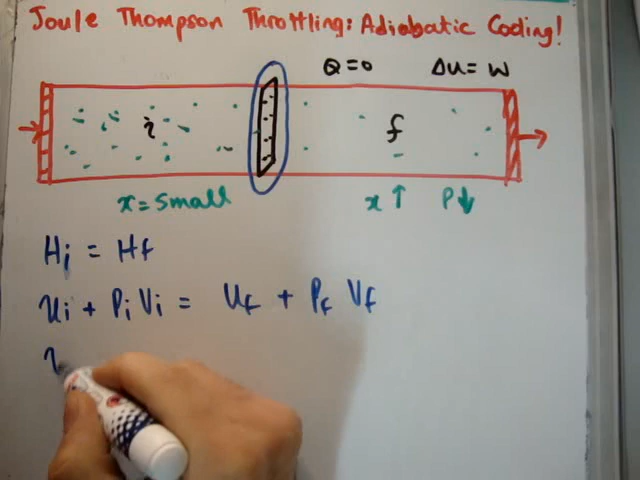 Joule Thompson Throttling: Adiabatic Cooling!
Q=0 ΔU= W
i f
x= small x↑ P↓
Hi = Hf
Ui + Pi Vi = Uf + Pf Vf